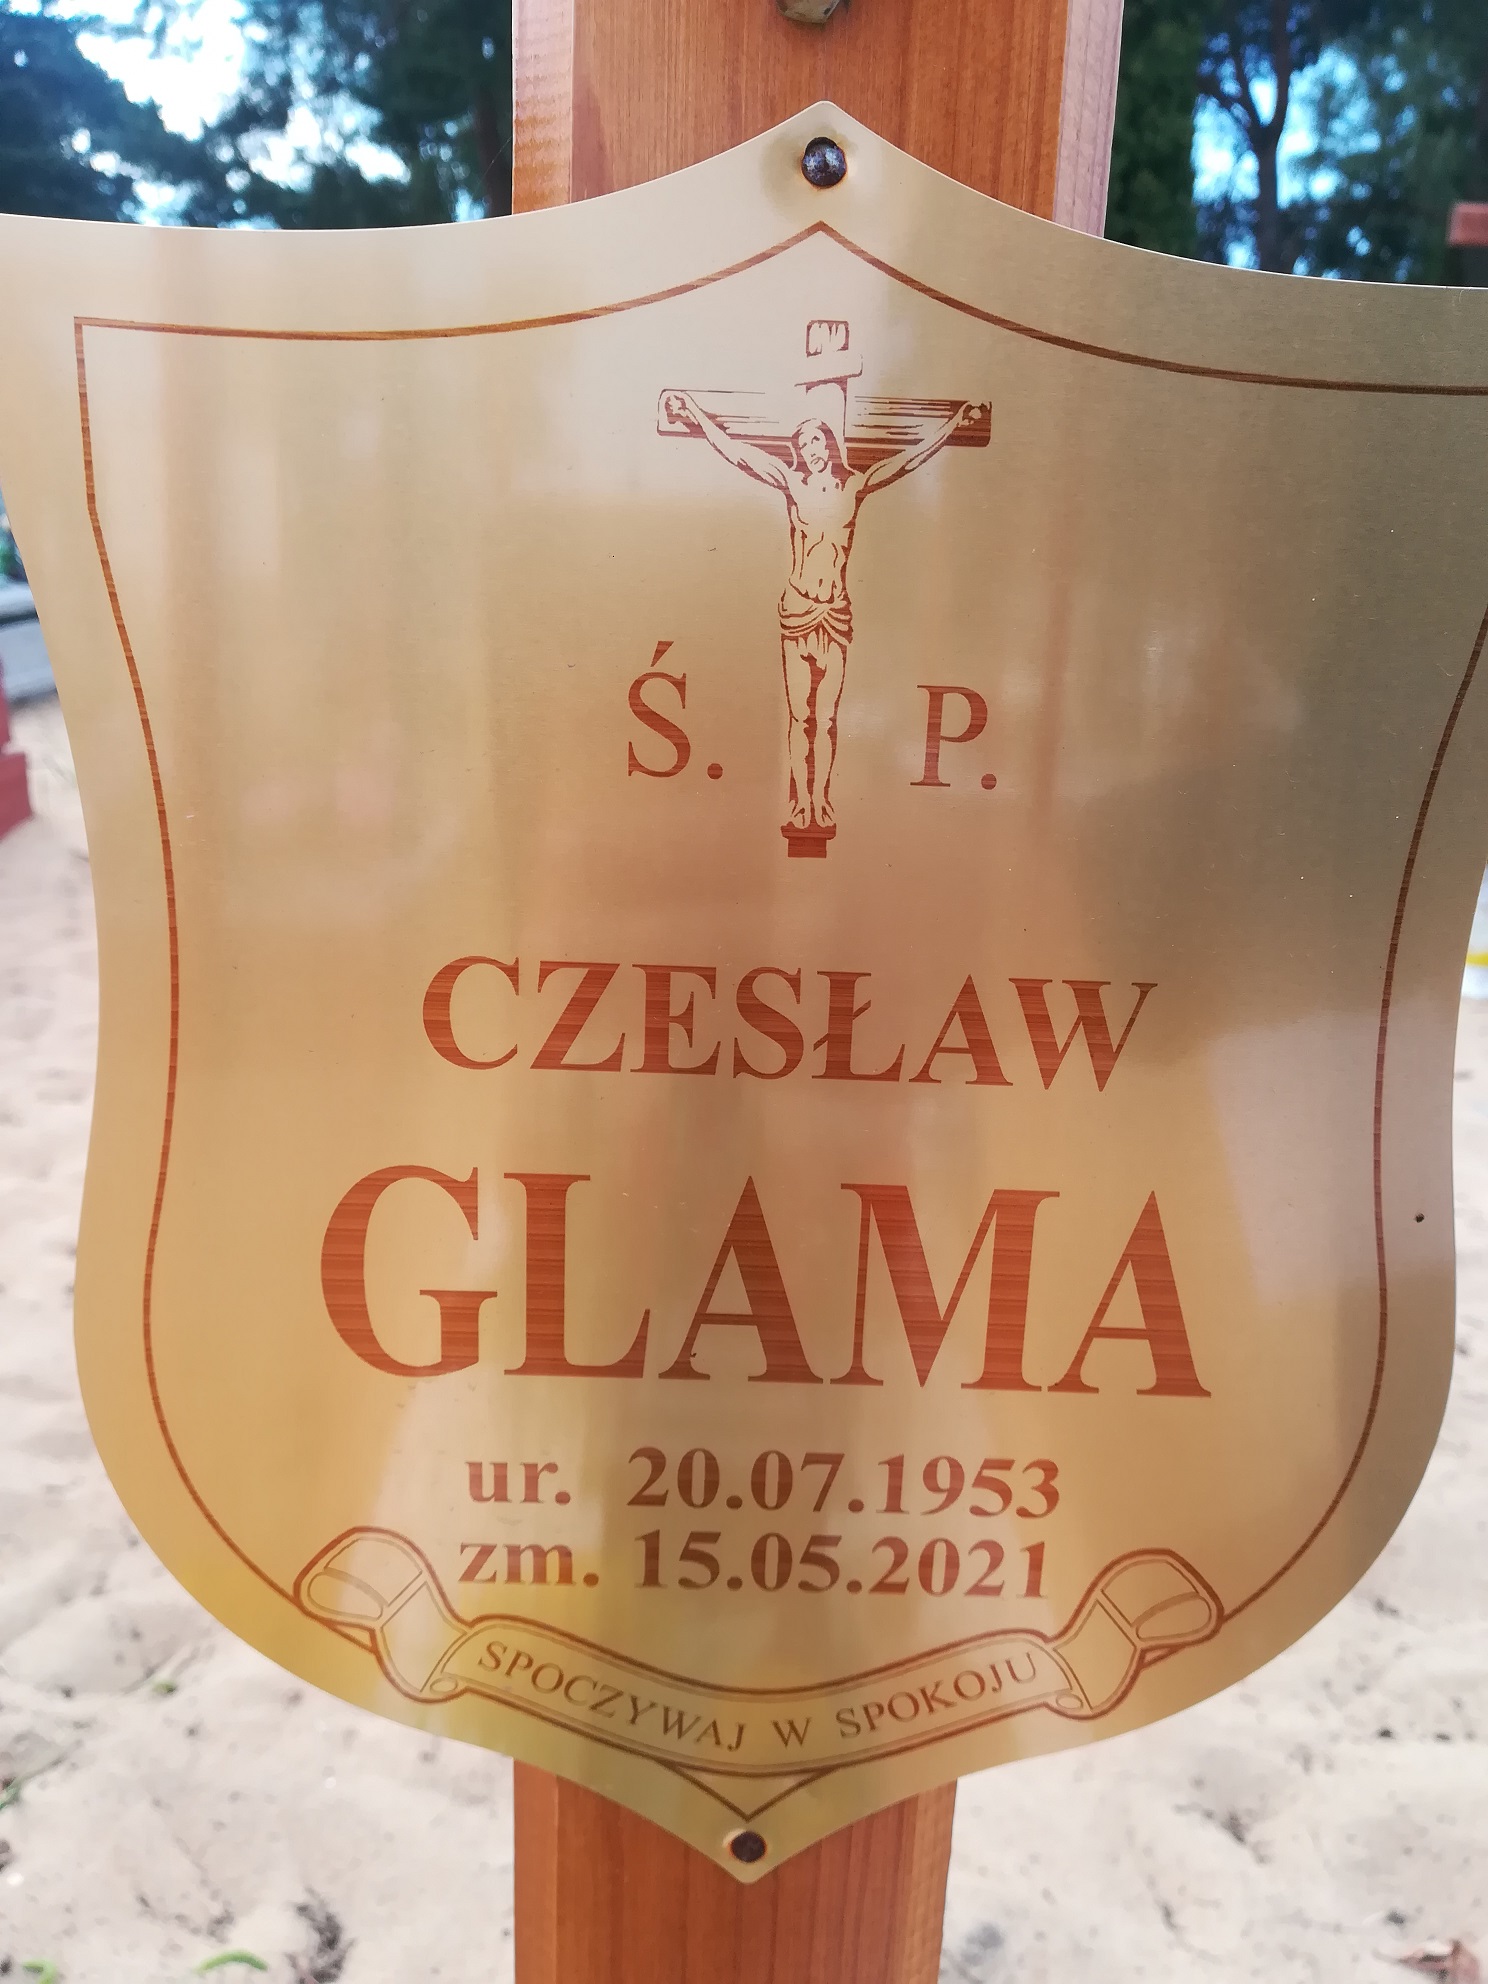 Ś. P.
CZESŁAW
GLAMA
ur. 20.07.1953
zm. 15.05.2021
SPOCZYWAJ W SPOKOJU